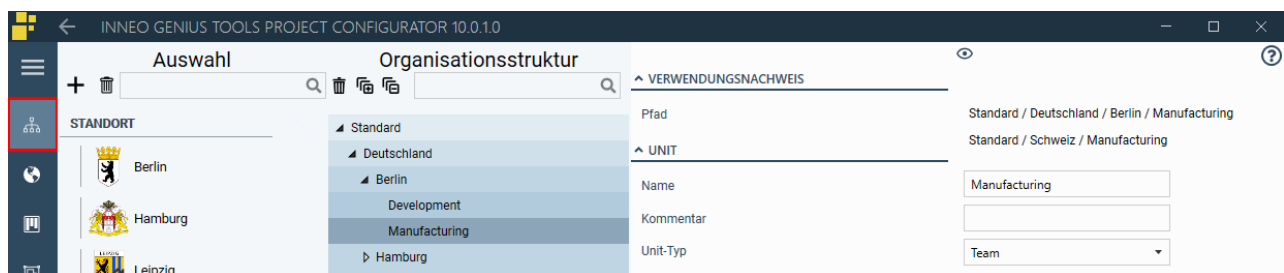 INNEO GENIUS TOOLS PROJECT CONFIGURATOR 10.0.1.0
Auswahl
Organisationsstruktur
VERWENDUNGSNACHWEIS
Pfad
Standard / Deutschland / Berlin / Manufacturing
Standard / Schweiz / Manufacturing
STANDORT
Berlin
Hamburg
Leipzig
Standard
Deutschland
Berlin
Development
Manufacturing
Hamburg
UNIT
Name
Manufacturing
Kommentar
Unit-Typ
Team